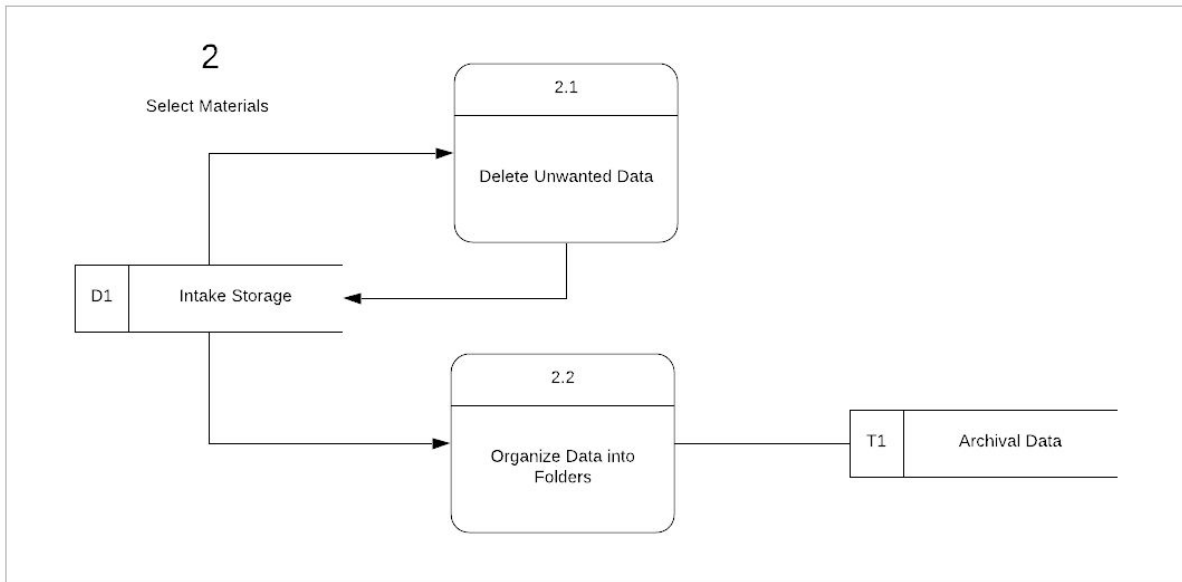 2
Select Materials
2.1
Delete Unwanted Data
D1
Intake Storage
2.2
Organize Data into
Folders
T1
Archival Data